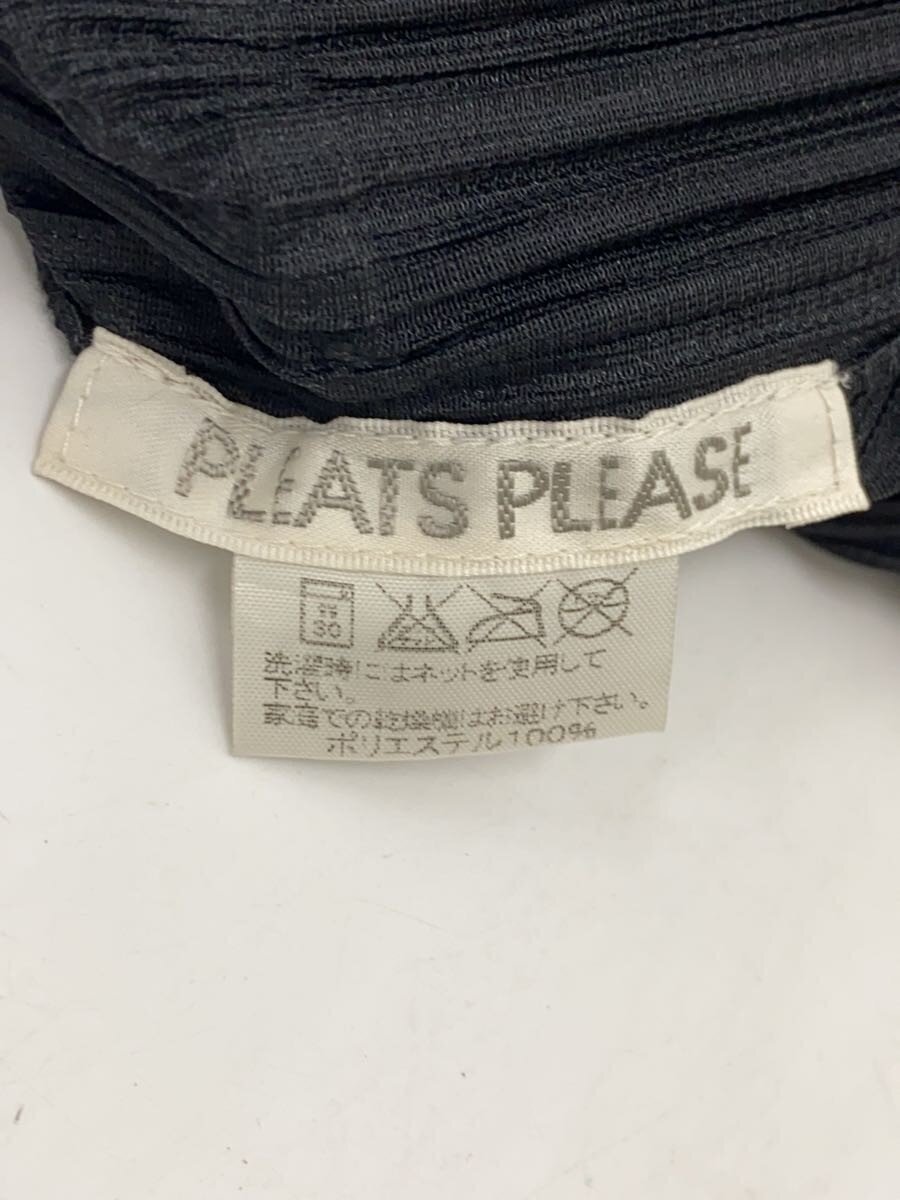 PLEATS PLEASE
30
洗濯時にはネットを使用して
下さい。
高音での乾燥機はお避け下さい。
ポリエステル100%